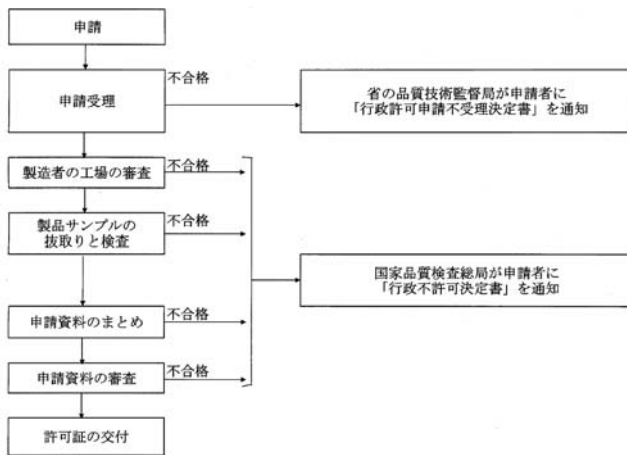 申請
不合格
申請受理
省の品質技術監督局が申請者に
「行政許可申請不受理決定書」を通知
不合格
製造者の工場の審査
不合格
製品サンプルの
抜取りと検査
国家品質検査総局が申請者に
「行政不許可決定書」を通知
不合格
申請資料のまとめ
不合格
申請資料の審査
許可証の交付